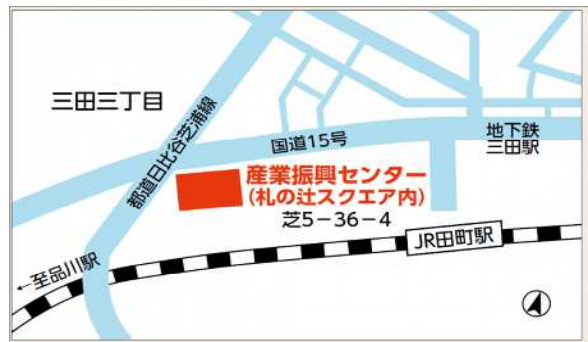 三田三丁目
都道日比谷芝浦線
国道15号
地下鉄
三田駅
産業振興センター
(札の辻スクエア内)
芝5－36－4
JR田町駅
←至品川駅